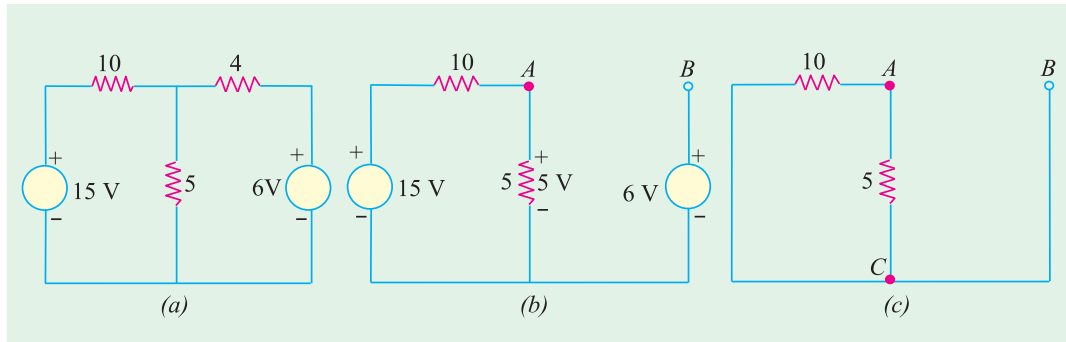 10 4
+ 15 V −
5
+ 6V −
(a)
10 A B
+ 15 V −
5 + 5 V −
+ 6 V −
(b)
10 A B
5
C
(c)